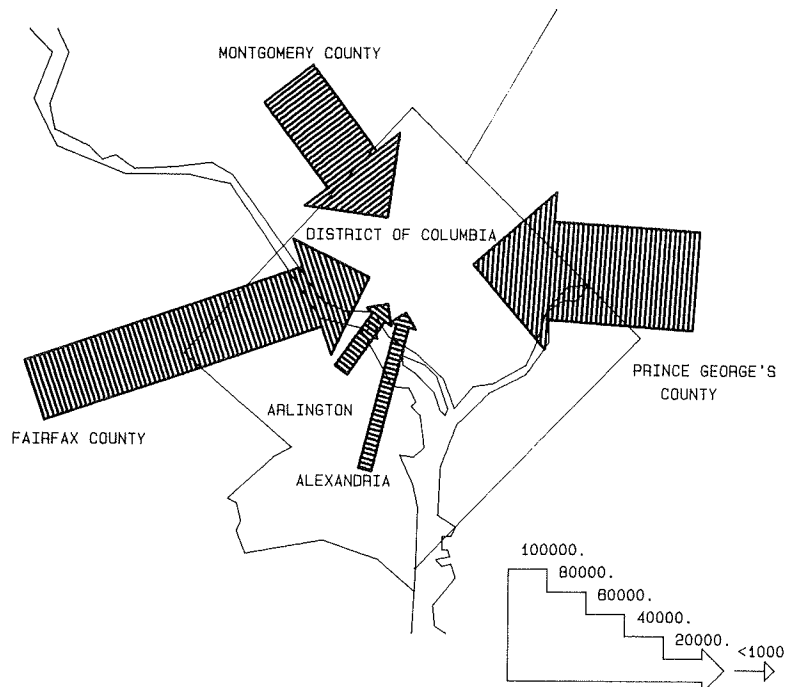 MONTGOMERY COUNTY
DISTRICT OF COLUMBIA
PRINCE GEORGE'S
COUNTY
ARLINGTON
FAIRFAX COUNTY
ALEXANDRIA
100000.
80000.
60000.
40000.
20000.
<1000